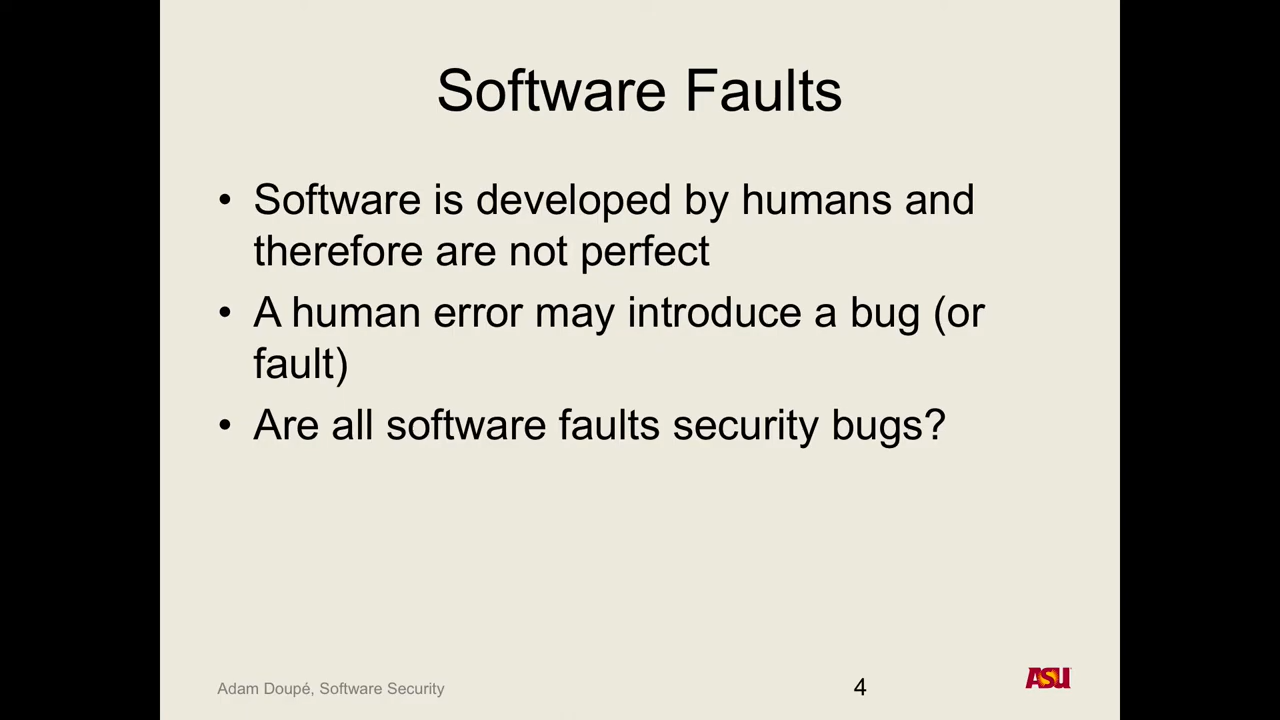 Software Faults
• Software is developed by humans and
therefore are not perfect
• A human error may introduce a bug (or
fault)
• Are all software faults security bugs?
Adam Doupé, Software Security
4
ASU